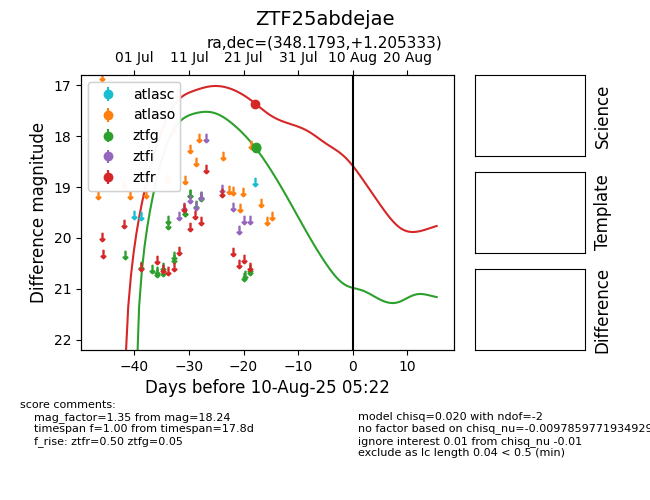 ZTF25abdejae
ra,dec=(348.1793,+1.205333)
01 Jul 11 Jul 21 Jul 31 Jul 10 Aug 20 Aug
17
18
19
20
21
22
Difference magnitude
atlasc
atlaso
ztfg
ztfi
ztfr
−40 −30 −20 −10 0 10
Days before 10-Aug-25 05:22
Science
Template
Difference
score comments:
mag_factor=1.35 from mag=18.24
timespan f=1.00 from timespan=17.8d
f_rise: ztfr=0.50 ztfg=0.05
model chisq=0.020 with ndof=-2
no factor based on chisq_nu=-0.0097859771934929
ignore interest 0.01 from chisq_nu -0.01
exclude as lc length 0.04 < 0.5 (min)